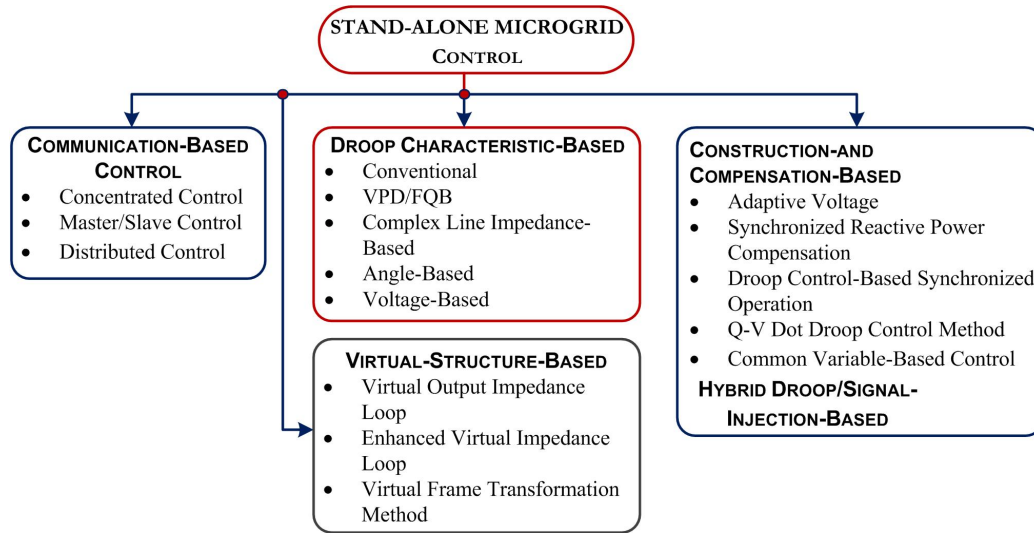 STAND-ALONE MICROGRID
CONTROL
COMMUNICATION-BASED
CONTROL
• Concentrated Control
• Master/Slave Control
• Distributed Control
DROOP CHARACTERISTIC-BASED
• Conventional
• VPD/FQB
• Complex Line Impedance-
Based
• Angle-Based
• Voltage-Based
VIRTUAL-STRUCTURE-BASED
• Virtual Output Impedance
Loop
• Enhanced Virtual Impedance
Loop
• Virtual Frame Transformation
Method
CONSTRUCTION-AND
COMPENSATION-BASED
• Adaptive Voltage
• Synchronized Reactive Power
Compensation
• Droop Control-Based Synchronized
Operation
• Q-V Dot Droop Control Method
• Common Variable-Based Control
HYBRID DROOP/SIGNAL-
INJECTION-BASED